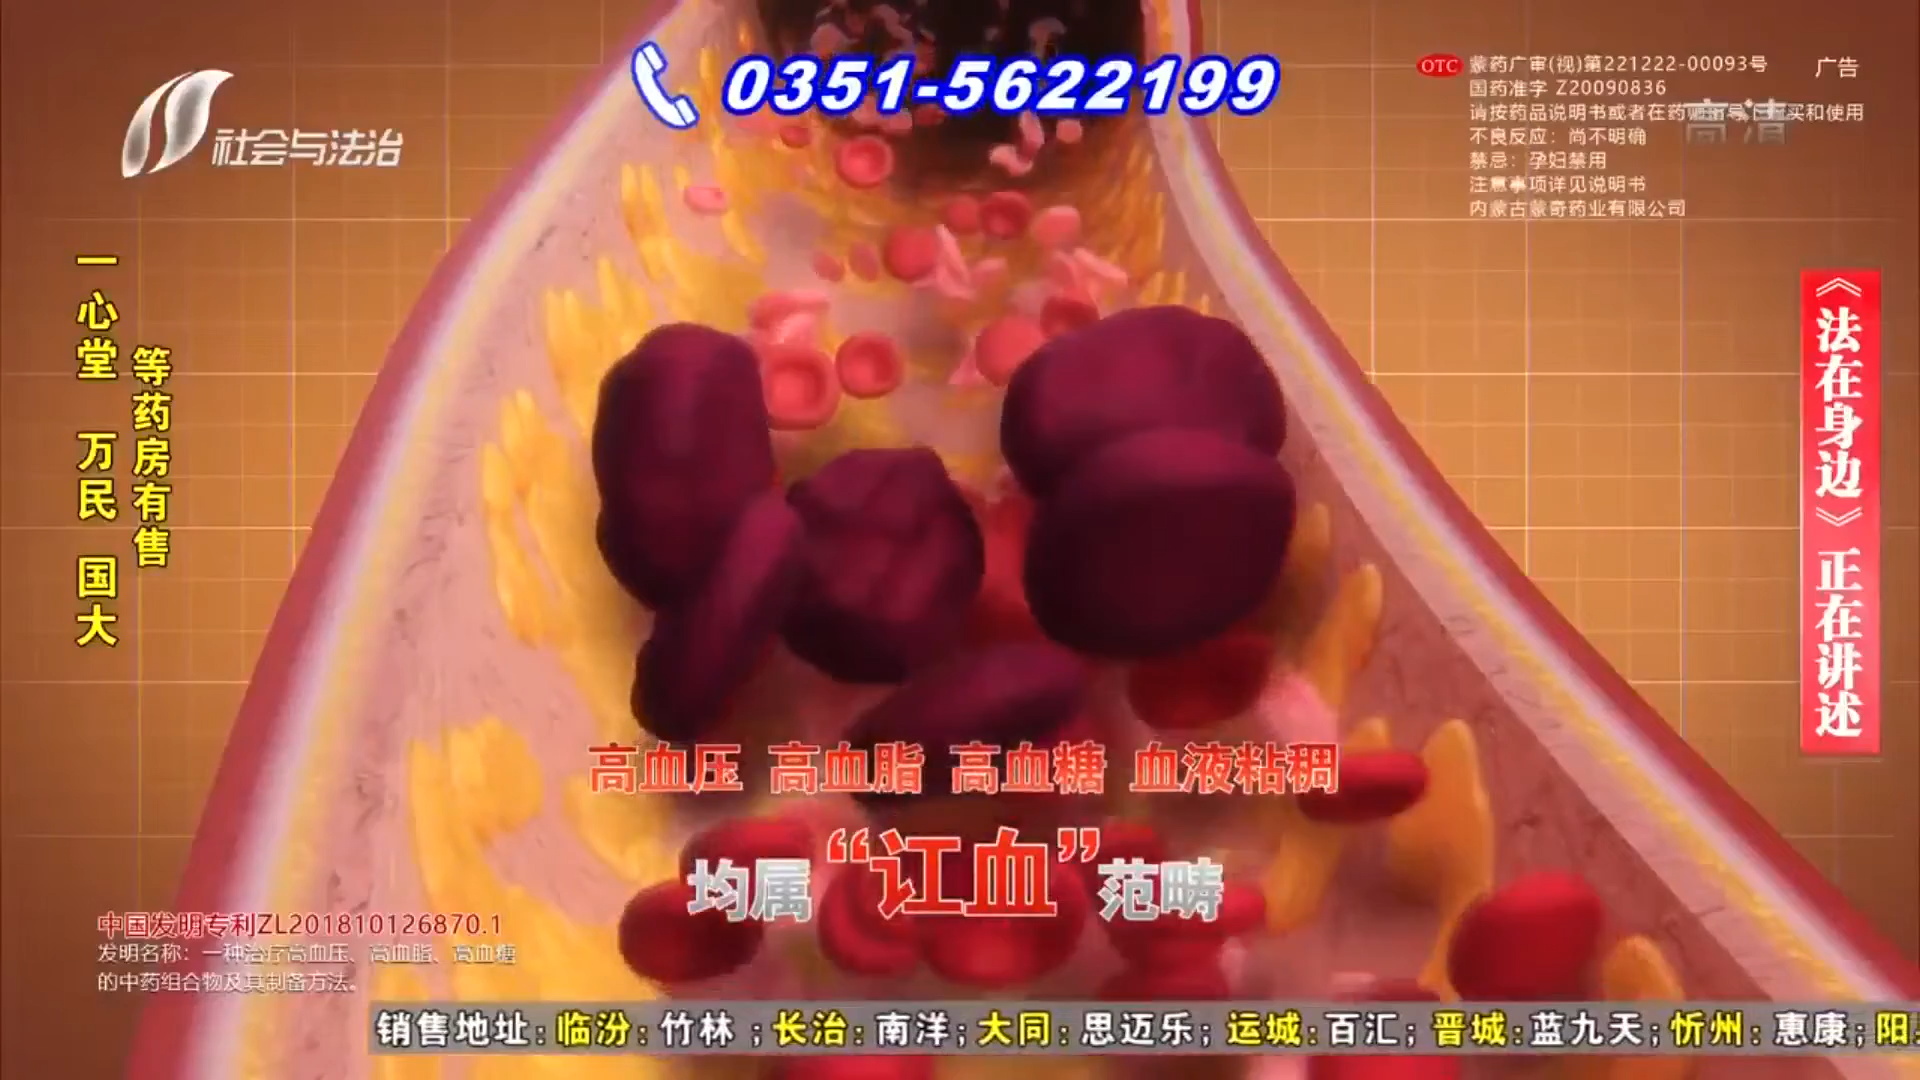 社会与法治
0351-5622199
OTC 蒙药广审(视)第221222-00093号
广告
国药准字 Z20090836
请按药品说明书或者在药师指导下购买和使用
高清
不良反应：尚不明确
禁忌：孕妇禁用
注意事项详见说明书
内蒙古蒙奇药业有限公司
一心堂 万民 国大
等药房有售
《法在身边》正在讲述
高血压 高血脂 高血糖 血液粘稠
均属“讧血”范畴
中国发明专利ZL201810126870.1
发明名称：一种治疗高血压、高血脂、高血糖
的中药组合物及其制备方法。
销售地址：临汾：竹林；长治：南洋；大同：思迈乐；运城：百汇；晋城：蓝九天；忻州：惠康；阳